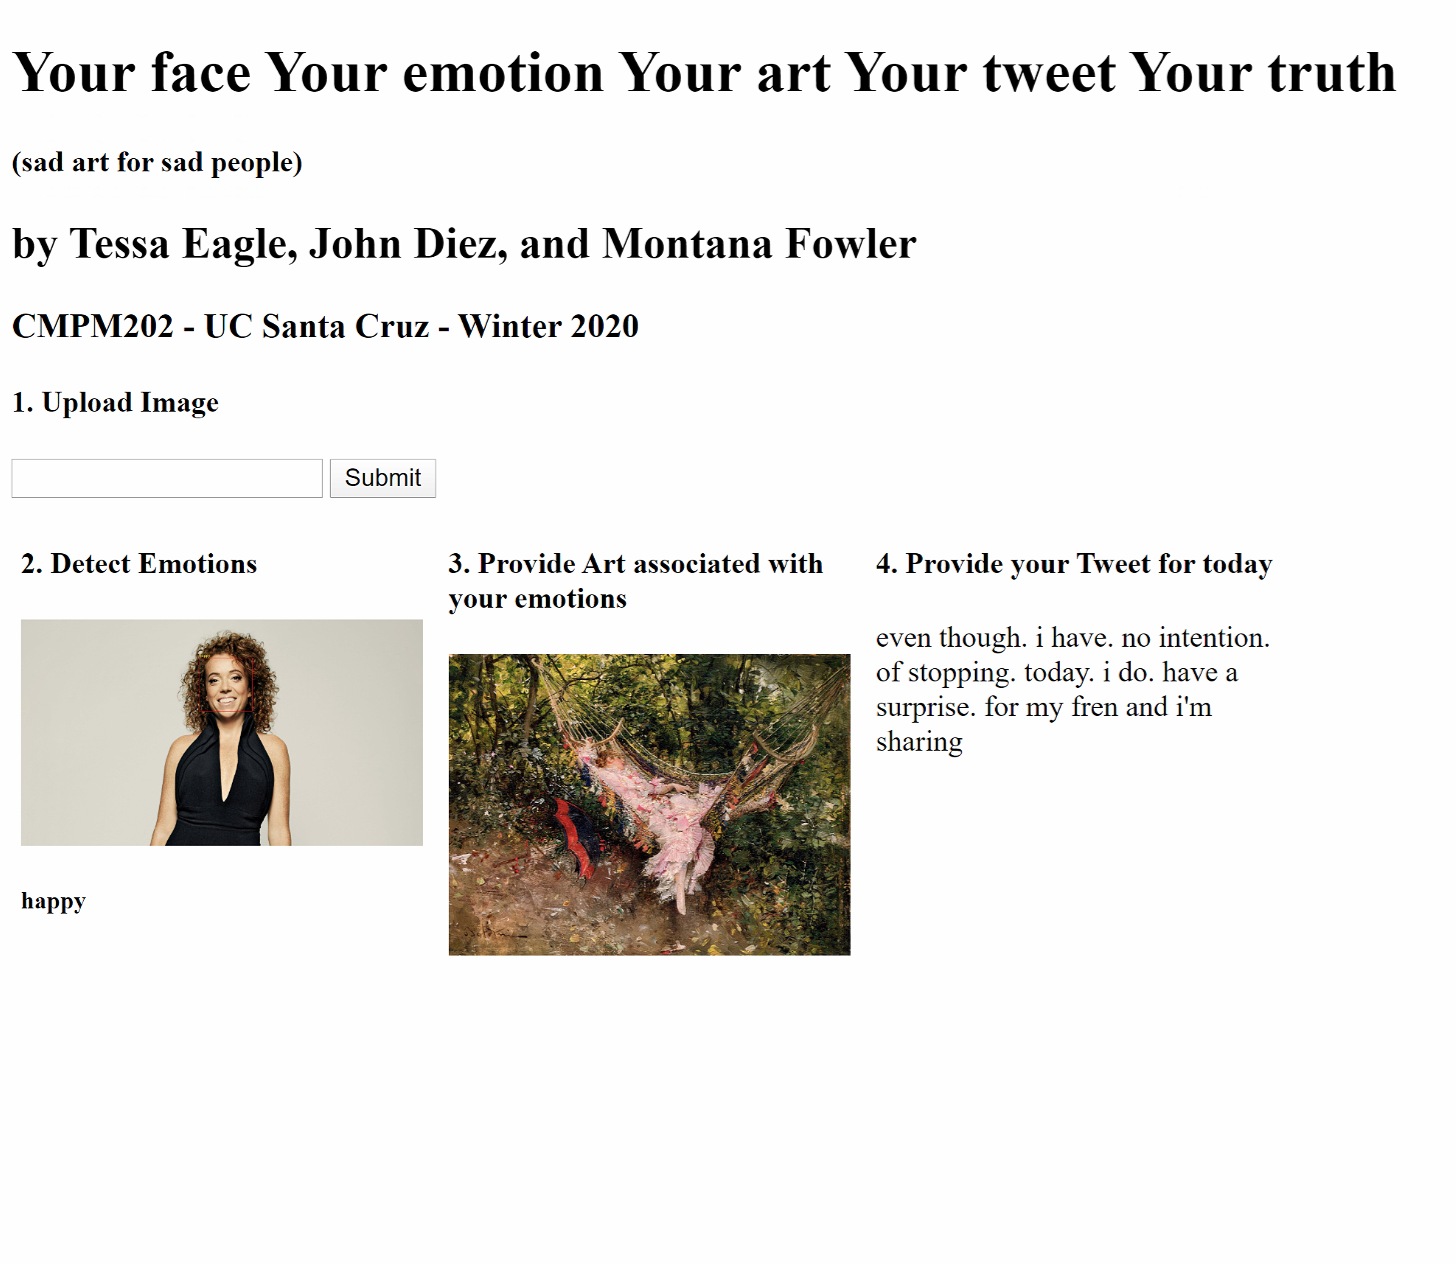 Your face Your emotion Your art Your tweet Your truth
(sad art for sad people)
by Tessa Eagle, John Diez, and Montana Fowler
CMPM202 - UC Santa Cruz - Winter 2020
1. Upload Image
Submit
2. Detect Emotions
happy
3. Provide Art associated with
your emotions
4. Provide your Tweet for today
even though. i have. no intention.
of stopping. today. i do. have a
surprise. for my fren and i'm
sharing